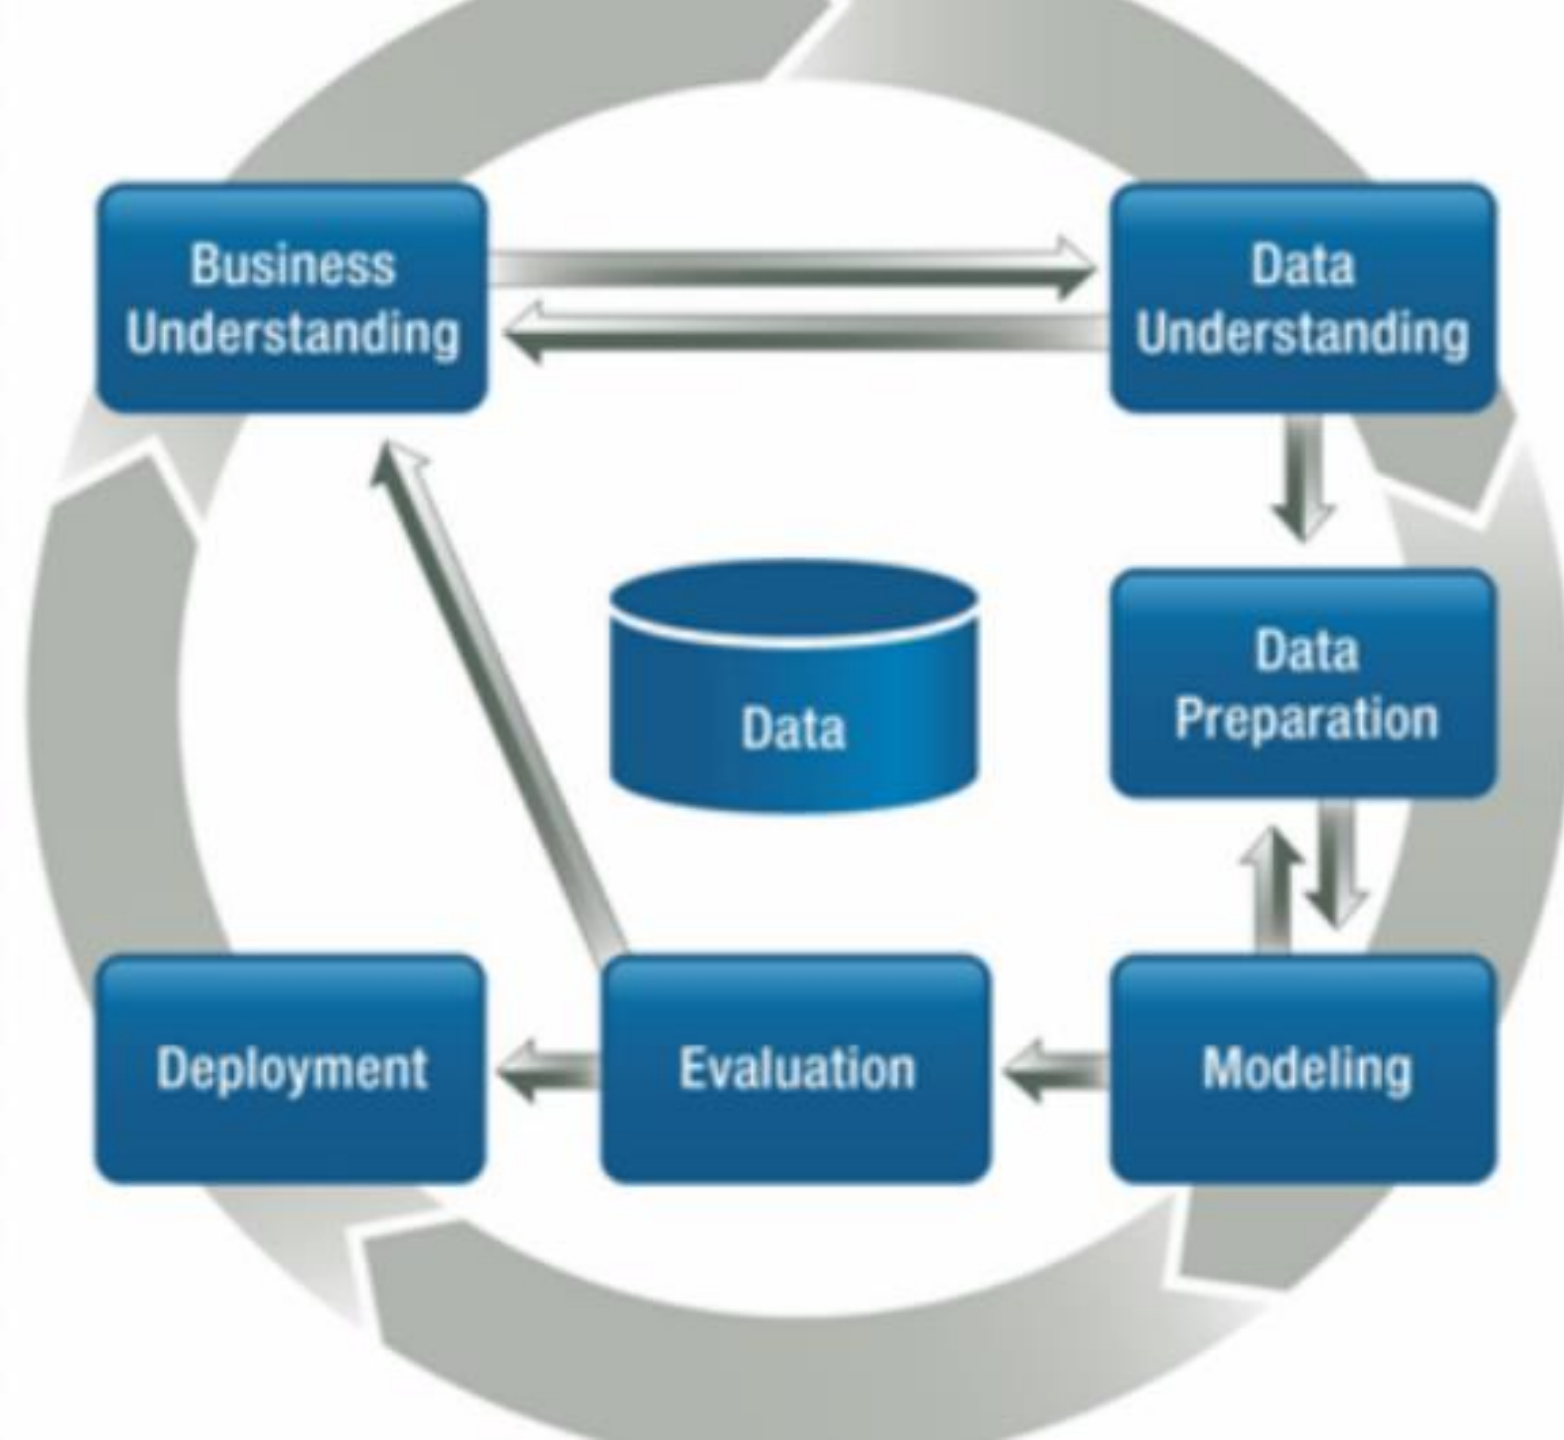 Business
Understanding
Data
Understanding
Data
Preparation
Data
Deployment
Evaluation
Modeling